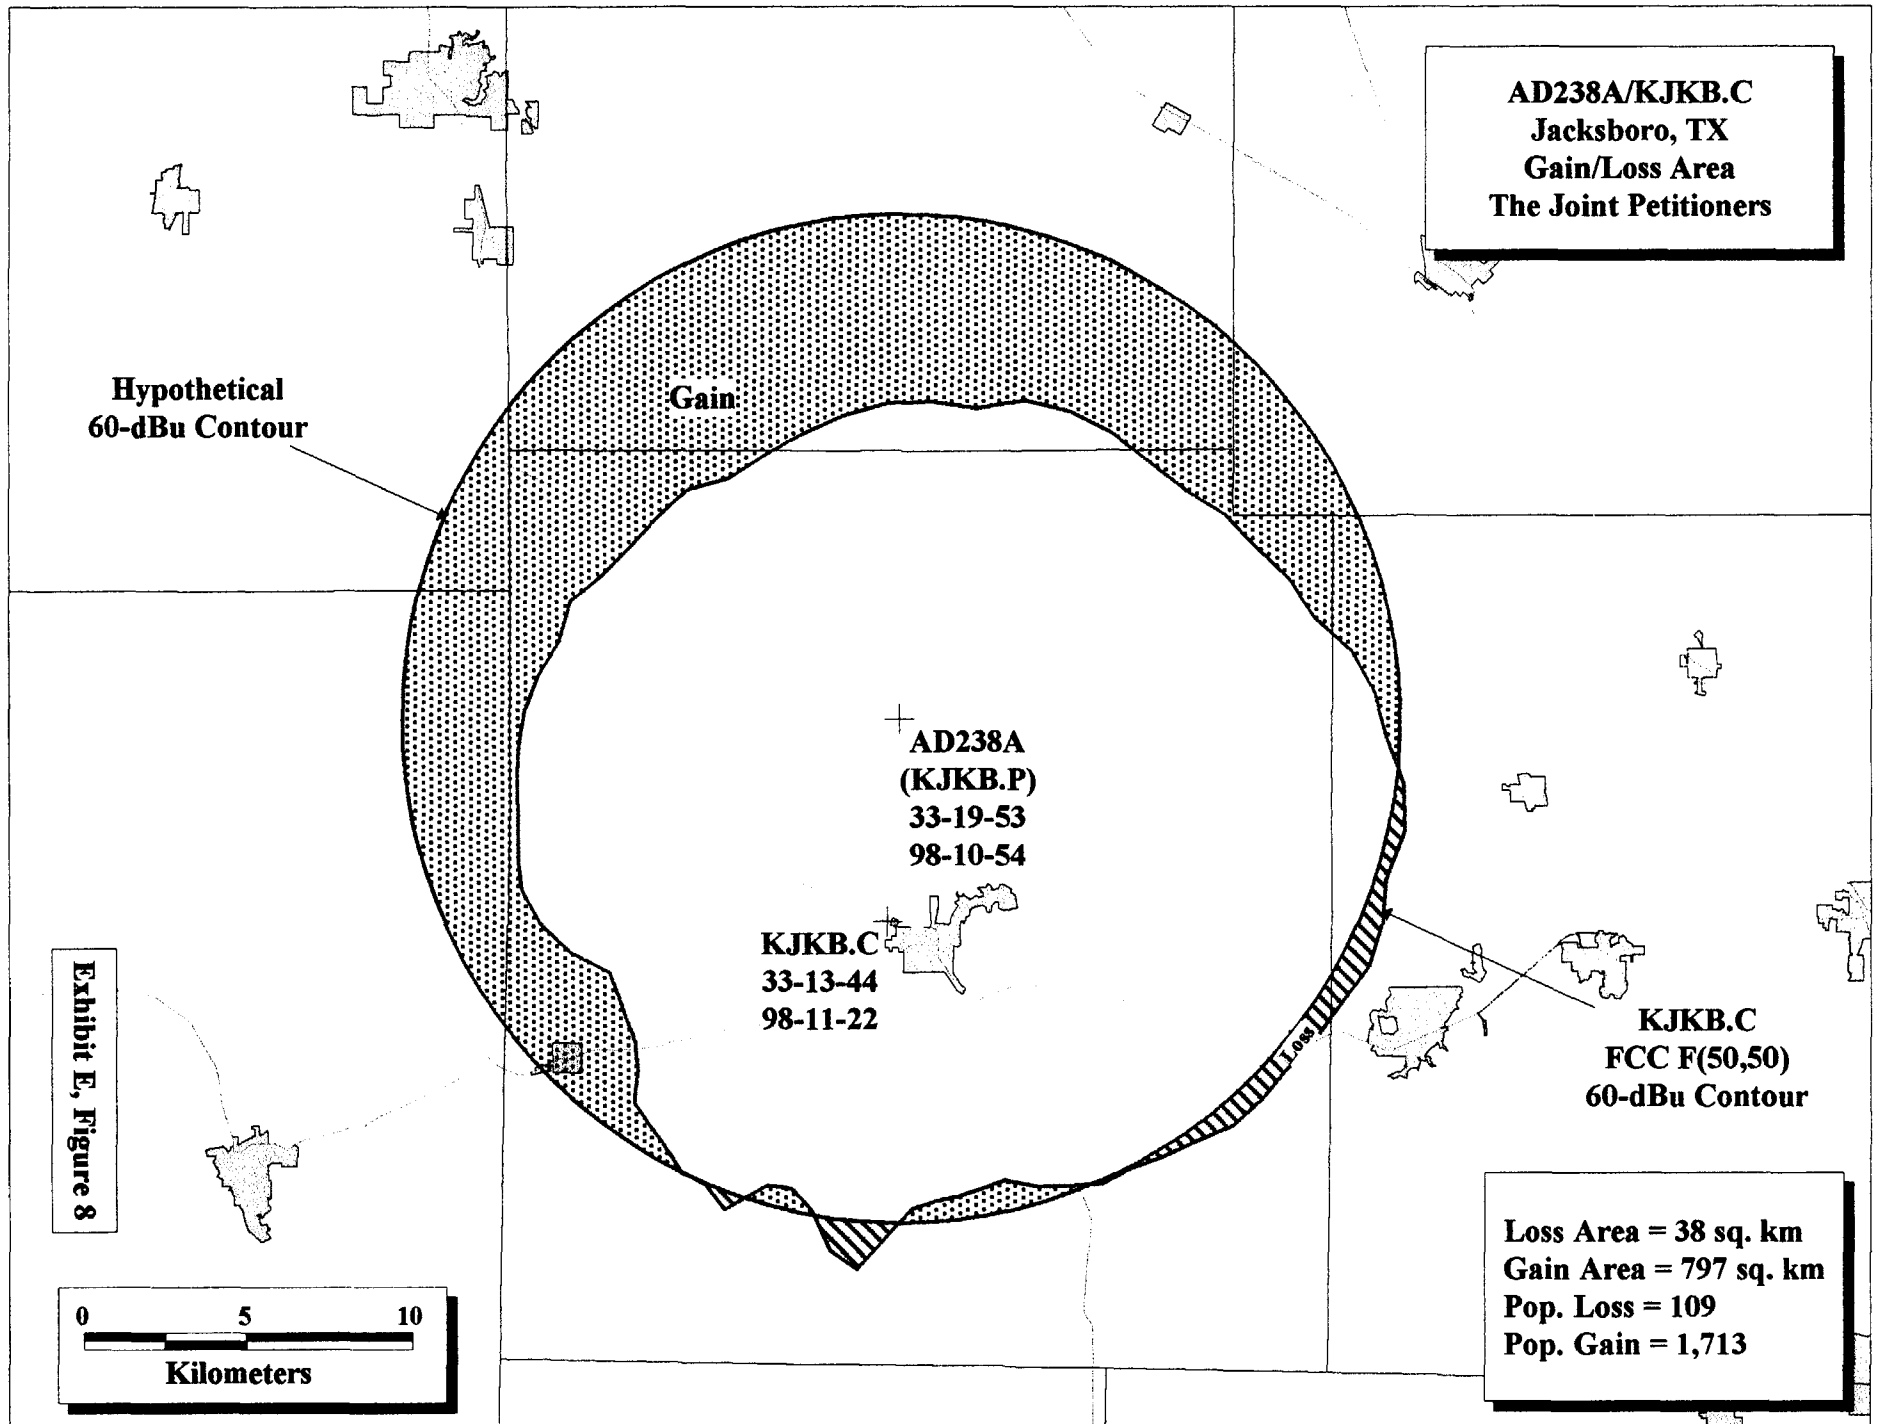 AD238A/KJKB.C
Jacksboro, TX
Gain/Loss Area
The Joint Petitioners
Hypothetical
60-dBu Contour
Gain
AD238A
(KJKB.P)
33-19-53
98-10-54
KJKB.C
33-13-44
98-11-22
Loss
KJKB.C
FCC F(50,50)
60-dBu Contour
Exhibit E, Figure 8
0 5 10
Kilometers
Loss Area = 38 sq. km
Gain Area = 797 sq. km
Pop. Loss = 109
Pop. Gain = 1,713